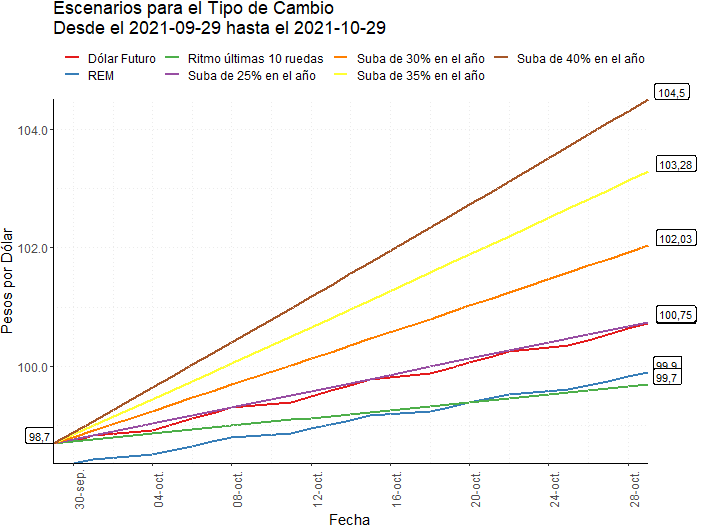 Escenarios para el Tipo de Cambio
Desde el 2021-09-29 hasta el 2021-10-29
Dólar Futuro
Ritmo últimas 10 ruedas
Suba de 30% en el año
Suba de 40% en el año
REM
Suba de 25% en el año
Suba de 35% en el año
104,5
104.0
103,28
102,03
102.0
Pesos por Dólar
100,75
100.0
99,9
99,7
98,7
30-sep.
04-oct.
08-oct.
12-oct.
16-oct.
20-oct.
24-oct.
28-oct.
Fecha